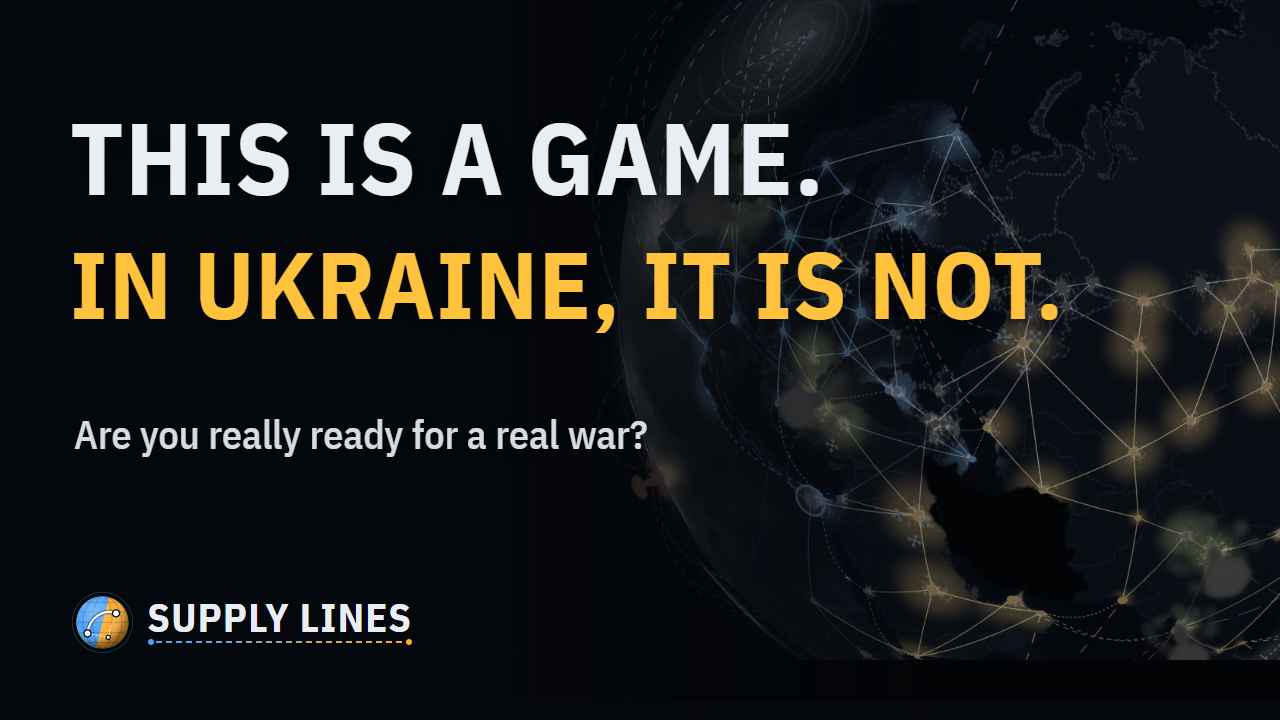 THIS IS A GAME.
IN UKRAINE, IT IS NOT.
Are you really ready for a real war?
SUPPLY LINES